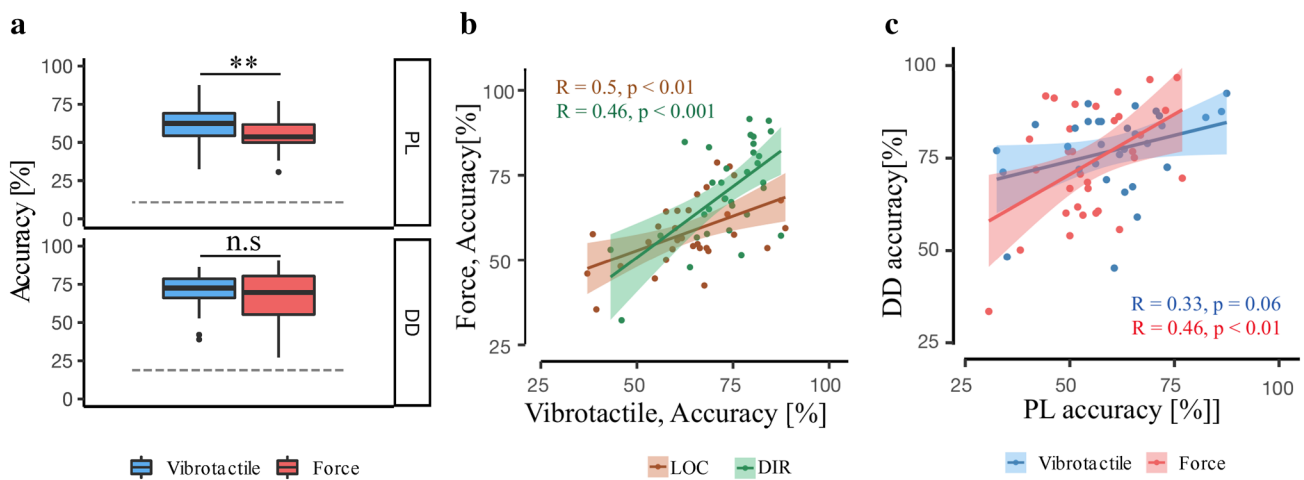 a
Accuracy [%]
100
75
50
25
0
**
PL
100
75
50
25
0
n.s
DD
Vibrotactile
Force
b
R = 0.5, p < 0.01
R = 0.46, p < 0.001
Force, Accuracy[%]
100
75
50
25
25
50
75
100
Vibrotactile, Accuracy [%]
LOC
DIR
c
DD accuracy[%]
100
75
50
25
R = 0.33, p = 0.06
R = 0.46, p < 0.01
25
50
75
100
PL accuracy [%]]
Vibrotactile
Force